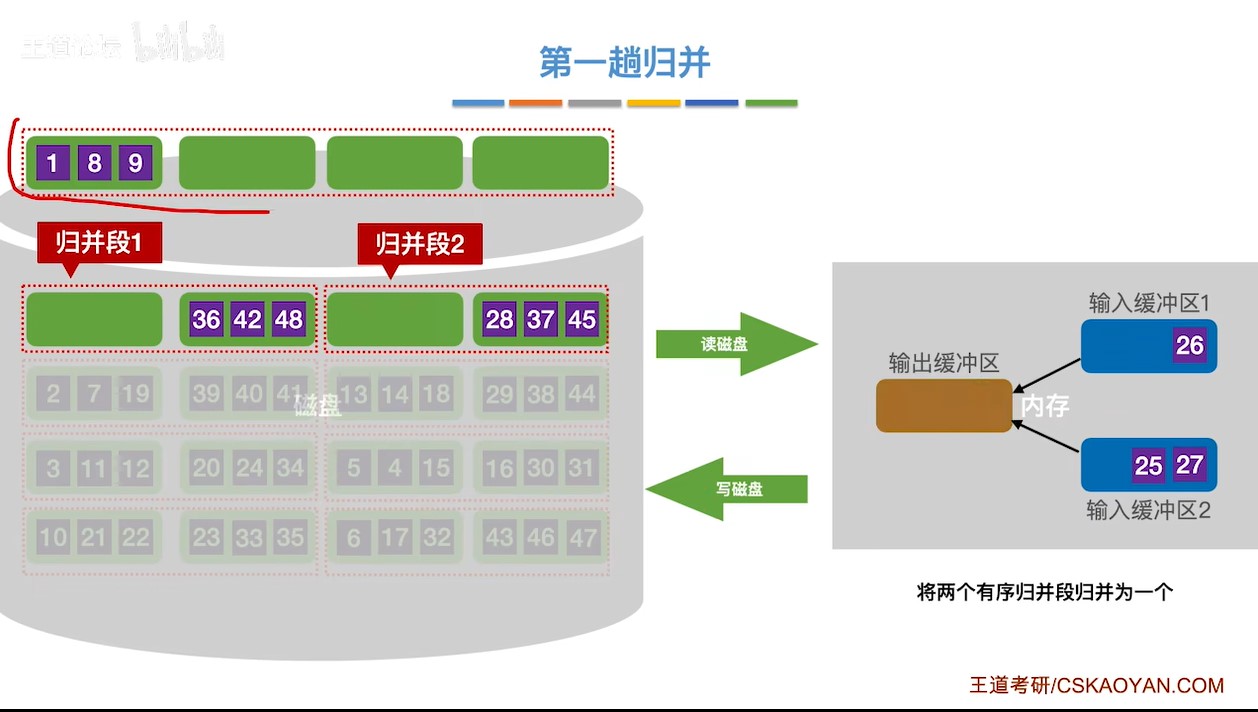 王道论坛 bilibili
第一趟归并
1 8 9
归并段1 归并段2
36 42 48 28 37 45
2 7 19 39 40 41 13 14 18 29 38 44
磁盘
3 11 12 20 24 34 5 4 15 16 30 31
10 21 22 23 33 35 6 17 32 43 46 47
读磁盘
写磁盘
输入缓冲区1
26
输出缓冲区
内存
25 27
输入缓冲区2
将两个有序归并段归并为一个
王道考研/CSKAOYAN.COM